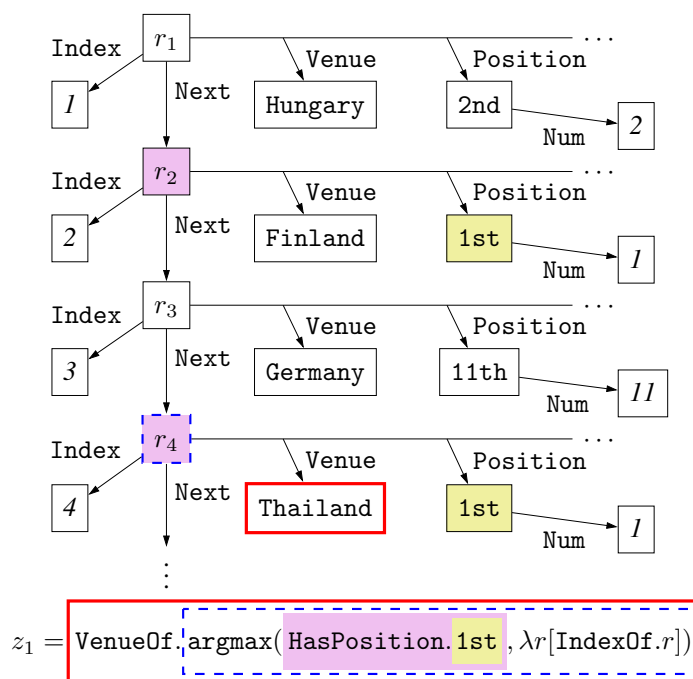 r1 ···
Index Venue Position
1 Next Hungary 2nd 2
Num
r2 ···
Index Venue Position
2 Next Finland 1st 1
Num
r3 ···
Index Venue Position
3 Next Germany 11th 11
Num
r4 ···
Index Venue Position
4 Next Thailand 1st 1
Num
⋮
z1 = VenueOf.argmax(HasPosition.1st, λr[IndexOf.r])